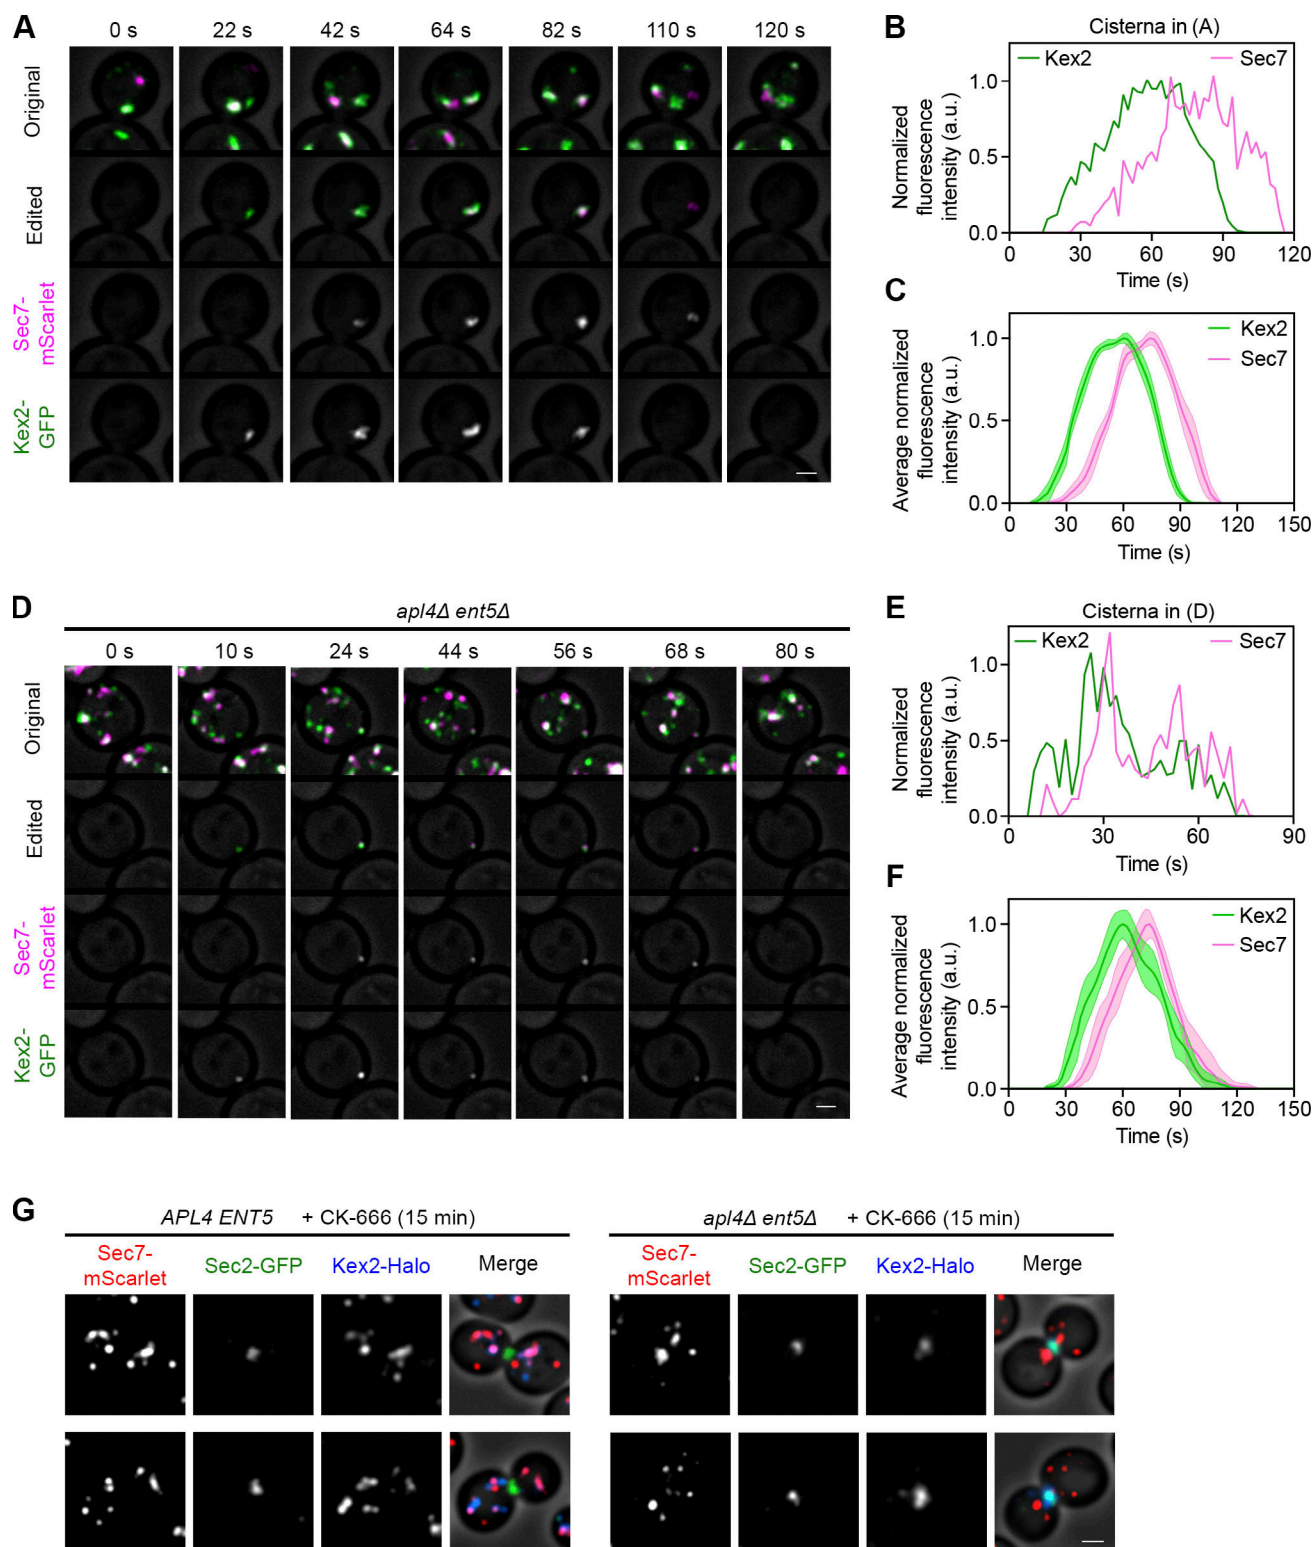 A
0 s 22 s 42 s 64 s 82 s 110 s 120 s
Original
Edited
Sec7-
mScarlet
Kex2-
GFP
B
Cisterna in (A)
Kex2 Sec7
1.0
0.5
0.0
Normalized
fluorescence
intensity (a.u.)
0 30 60 90 120
Time (s)
C
Kex2
Sec7
1.0
0.5
0.0
Average normalized
fluorescence
intensity (a.u.)
0 30 60 90 120 150
Time (s)
D
apl4Δ ent5Δ
0 s 10 s 24 s 44 s 56 s 68 s 80 s
Original
Edited
Sec7-
mScarlet
Kex2-
GFP
E
Cisterna in (D)
Kex2 Sec7
1.0
0.5
0.0
Normalized
fluorescence
intensity (a.u.)
0 30 60 90
Time (s)
F
Kex2
Sec7
1.0
0.5
0.0
Average normalized
fluorescence
intensity (a.u.)
0 30 60 90 120 150
Time (s)
G
APL4 ENT5 + CK-666 (15 min)
Sec7-
mScarlet
Sec2-GFP
Kex2-Halo
Merge
apl4Δ ent5Δ + CK-666 (15 min)
Sec7-
mScarlet
Sec2-GFP
Kex2-Halo
Merge